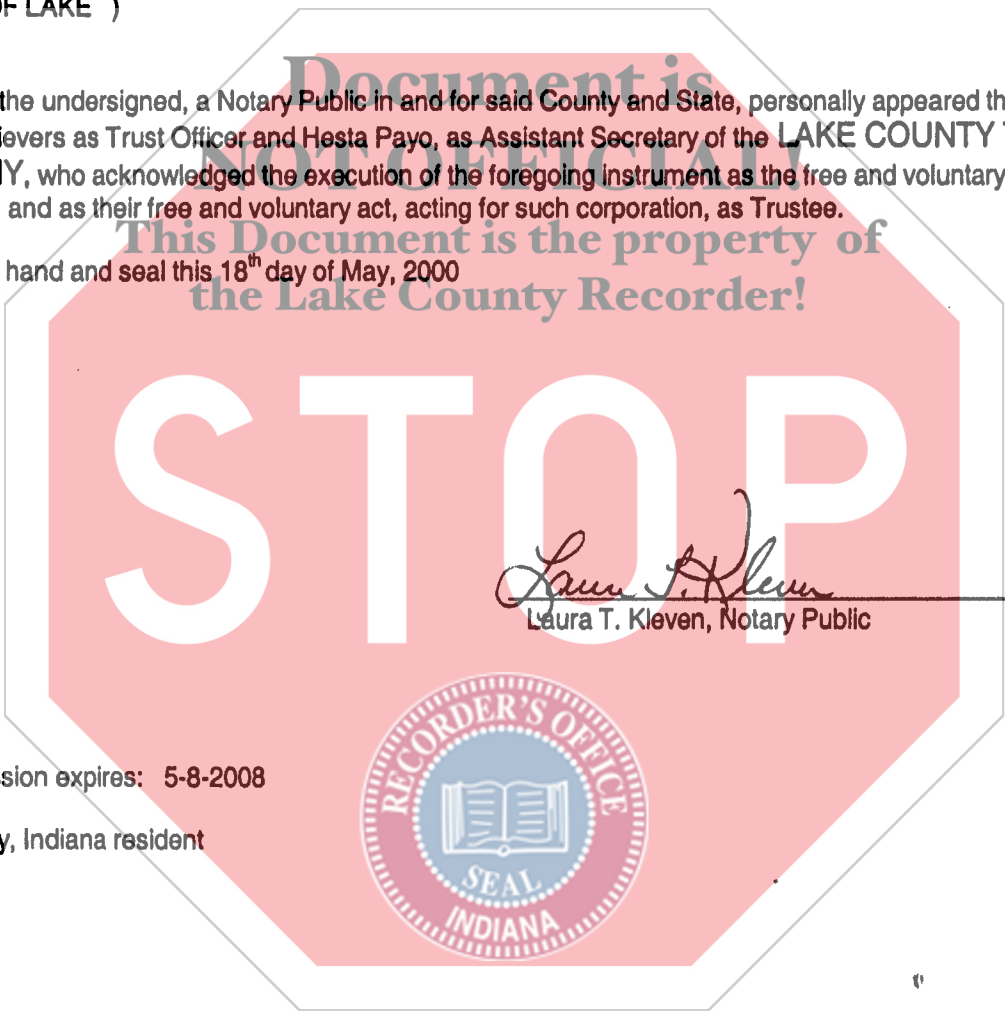 OF LAKE )
Document is
the undersigned, a Notary Public in and for said County and State, personally appeared th
ievers as Trust Officer and Hesta Payo, as Assistant Secretary of the LAKE COUNTY
NOT OFFICIAL!
Y, who acknowledged the execution of the foregoing instrument as the free and voluntary
and as their free and voluntary act, acting for such corporation, as Trustee.
This Document is the property of
hand and seal this 18th day of May, 2000
the Lake County Recorder!
STOP
Laura T. Kleven
Laura T. Kleven, Notary Public
RECORDER'S OFFICE
sion expires: 5-8-2008
y, Indiana resident
SEAL
INDIANA